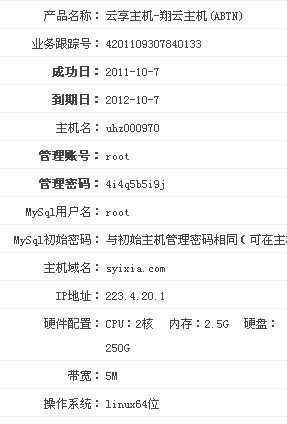 产品名称：云享主机-翔云主机(ABTN)
业务跟踪号：4201109307840133
成功日：2011-10-7
到期日：2012-10-7
主机名：uhz000970
管理账号：root
管理密码：4i4q5b5i9j
MySql用户名：root
MySql初始密码：与初始主机管理密码相同(可在主
主机域名：syixia.com
IP地址：223.4.20.1
硬件配置：CPU：2核 内存：2.5G 硬盘：
250G
带宽：5M
操作系统：linux64位